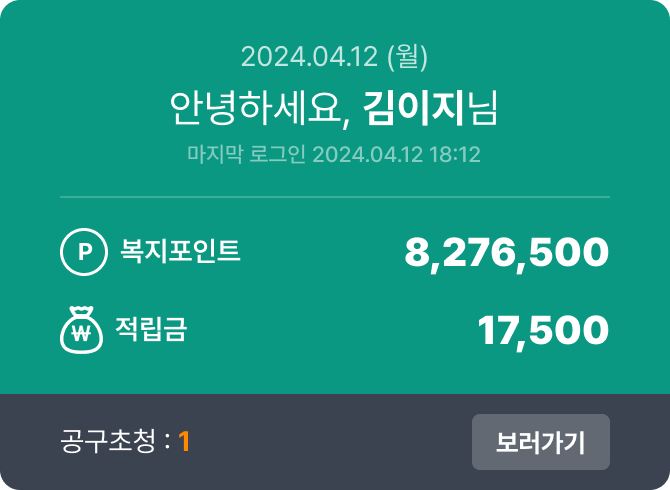 2024.04.12 (월)
안녕하세요, 김이지님
마지막 로그인 2024.04.12 18:12
P 복지포인트 8,276,500
₩ 적립금 17,500
공구초청 : 1 보러가기